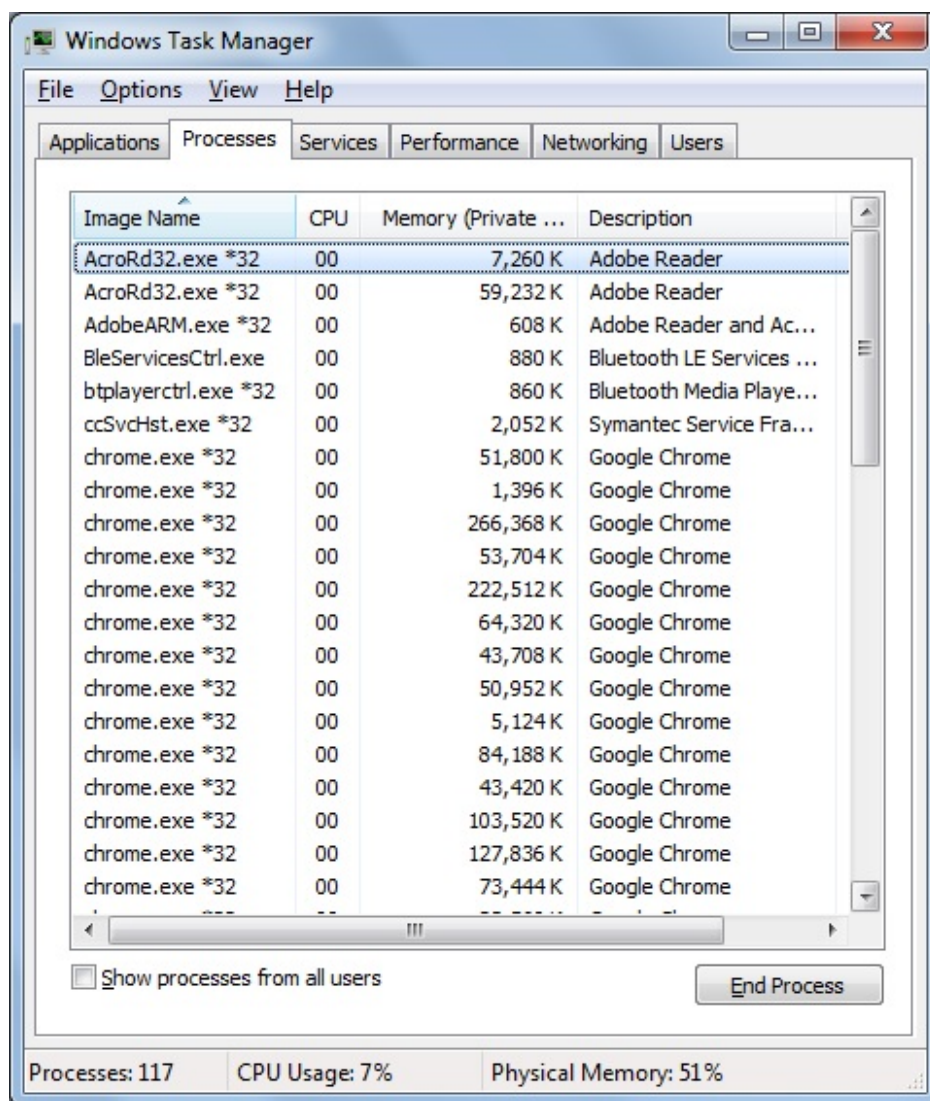 Windows Task Manager
File Options View Help
Applications Processes Services Performance Networking Users
Image Name CPU Memory (Private ... Description
AcroRd32.exe *32 00 7,260 K Adobe Reader
AcroRd32.exe *32 00 59,232 K Adobe Reader
AdobeARM.exe *32 00 608 K Adobe Reader and Ac...
BleServicesCtrl.exe 00 880 K Bluetooth LE Services ...
btplayerctrl.exe *32 00 860 K Bluetooth Media Playe...
ccSvcHst.exe *32 00 2,052 K Symantec Service Fra...
chrome.exe *32 00 51,800 K Google Chrome
chrome.exe *32 00 1,396 K Google Chrome
chrome.exe *32 00 266,368 K Google Chrome
chrome.exe *32 00 53,704 K Google Chrome
chrome.exe *32 00 222,512 K Google Chrome
chrome.exe *32 00 64,320 K Google Chrome
chrome.exe *32 00 43,708 K Google Chrome
chrome.exe *32 00 50,952 K Google Chrome
chrome.exe *32 00 5,124 K Google Chrome
chrome.exe *32 00 84,188 K Google Chrome
chrome.exe *32 00 43,420 K Google Chrome
chrome.exe *32 00 103,520 K Google Chrome
chrome.exe *32 00 127,836 K Google Chrome
chrome.exe *32 00 73,444 K Google Chrome
Show processes from all users
End Process
Processes: 117 CPU Usage: 7% Physical Memory: 51%